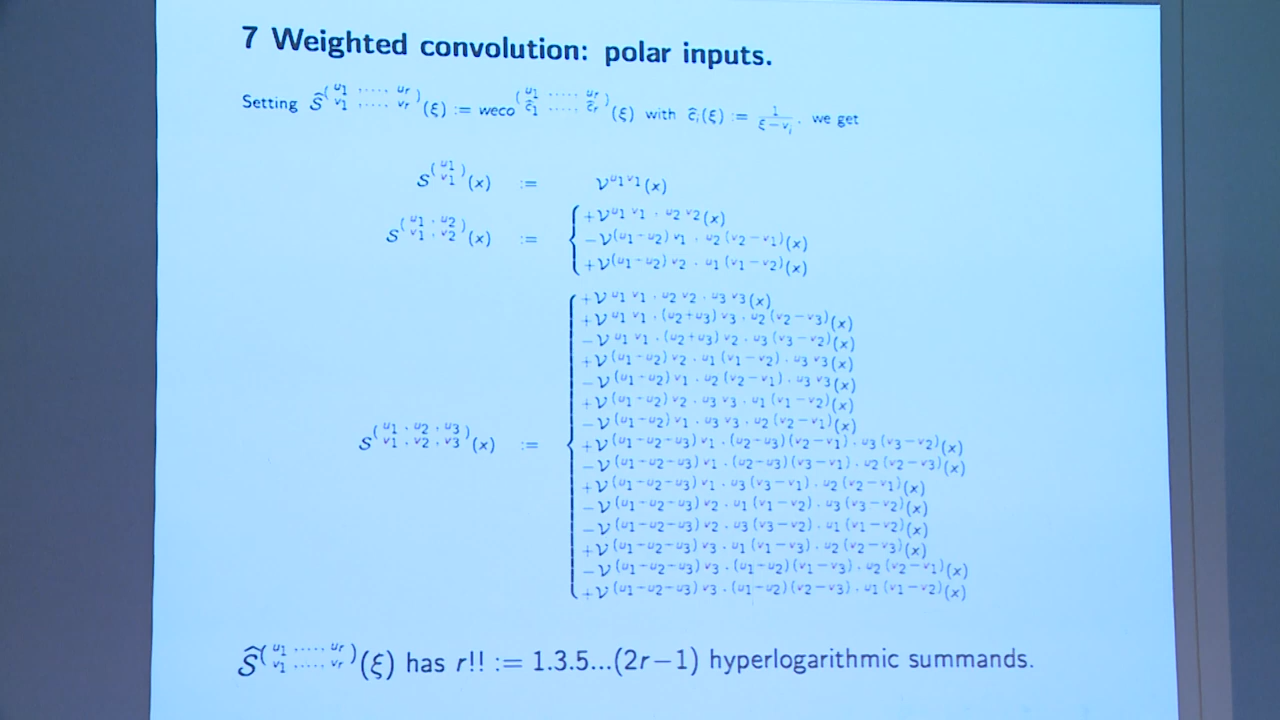 7 Weighted convolution: polar inputs.
Setting Ŝ^(u1 ..... ur / v1 ..... vr)(ξ) := weco^(u1 ..... ur / ĉ1 ..... ĉr)(ξ) with ĉi(ξ) := 1/(ξ−vi), we get
S^(u1 / v1)(x) := V^{u1 v1}(x)
S^(u1 . u2 / v1 . v2)(x) :=
+V^{u1 v1 . u2 v2}(x)
−V^{(u1−u2) v1 . u2 (v2−v1)}(x)
+V^{(u1−u2) v2 . u1 (v1−v2)}(x)
S^(u1 . u2 . u3 / v1 . v2 . v3)(x) :=
+V^{u1 v1 . u2 v2 . u3 v3}(x)
+V^{u1 v1 . (u2+u3) v3 . u2 (v2−v3)}(x)
−V^{u1 v1 . (u2+u3) v2 . u3 (v3−v2)}(x)
+V^{(u1−u2) v2 . u1 (v1−v2) . u3 v3}(x)
−V^{(u1−u2) v1 . u2 (v2−v1) . u3 v3}(x)
+V^{(u1−u2) v2 . u3 v3 . u1 (v1−v2)}(x)
−V^{(u1−u2) v1 . u3 v3 . u2 (v2−v1)}(x)
+V^{(u1−u2−u3) v1 . (u2−u3) (v2−v1) . u3 (v3−v2)}(x)
−V^{(u1−u2−u3) v1 . (u2−u3) (v3−v1) . u2 (v2−v3)}(x)
+V^{(u1−u2−u3) v1 . u3 (v3−v1) . u2 (v2−v1)}(x)
−V^{(u1−u2−u3) v2 . u1 (v1−v2) . u3 (v3−v2)}(x)
−V^{(u1−u2−u3) v2 . u3 (v3−v2) . u1 (v1−v2)}(x)
+V^{(u1−u2−u3) v3 . u1 (v1−v3) . u2 (v2−v3)}(x)
−V^{(u1−u2−u3) v3 . (u1−u2) (v1−v3) . u2 (v2−v1)}(x)
+V^{(u1−u2−u3) v3 . (u1−u2) (v2−v3) . u1 (v1−v2)}(x)
Ŝ^(u1 ..... ur / v1 ..... vr)(ξ) has r!! := 1.3.5...(2r−1) hyperlogarithmic summands.